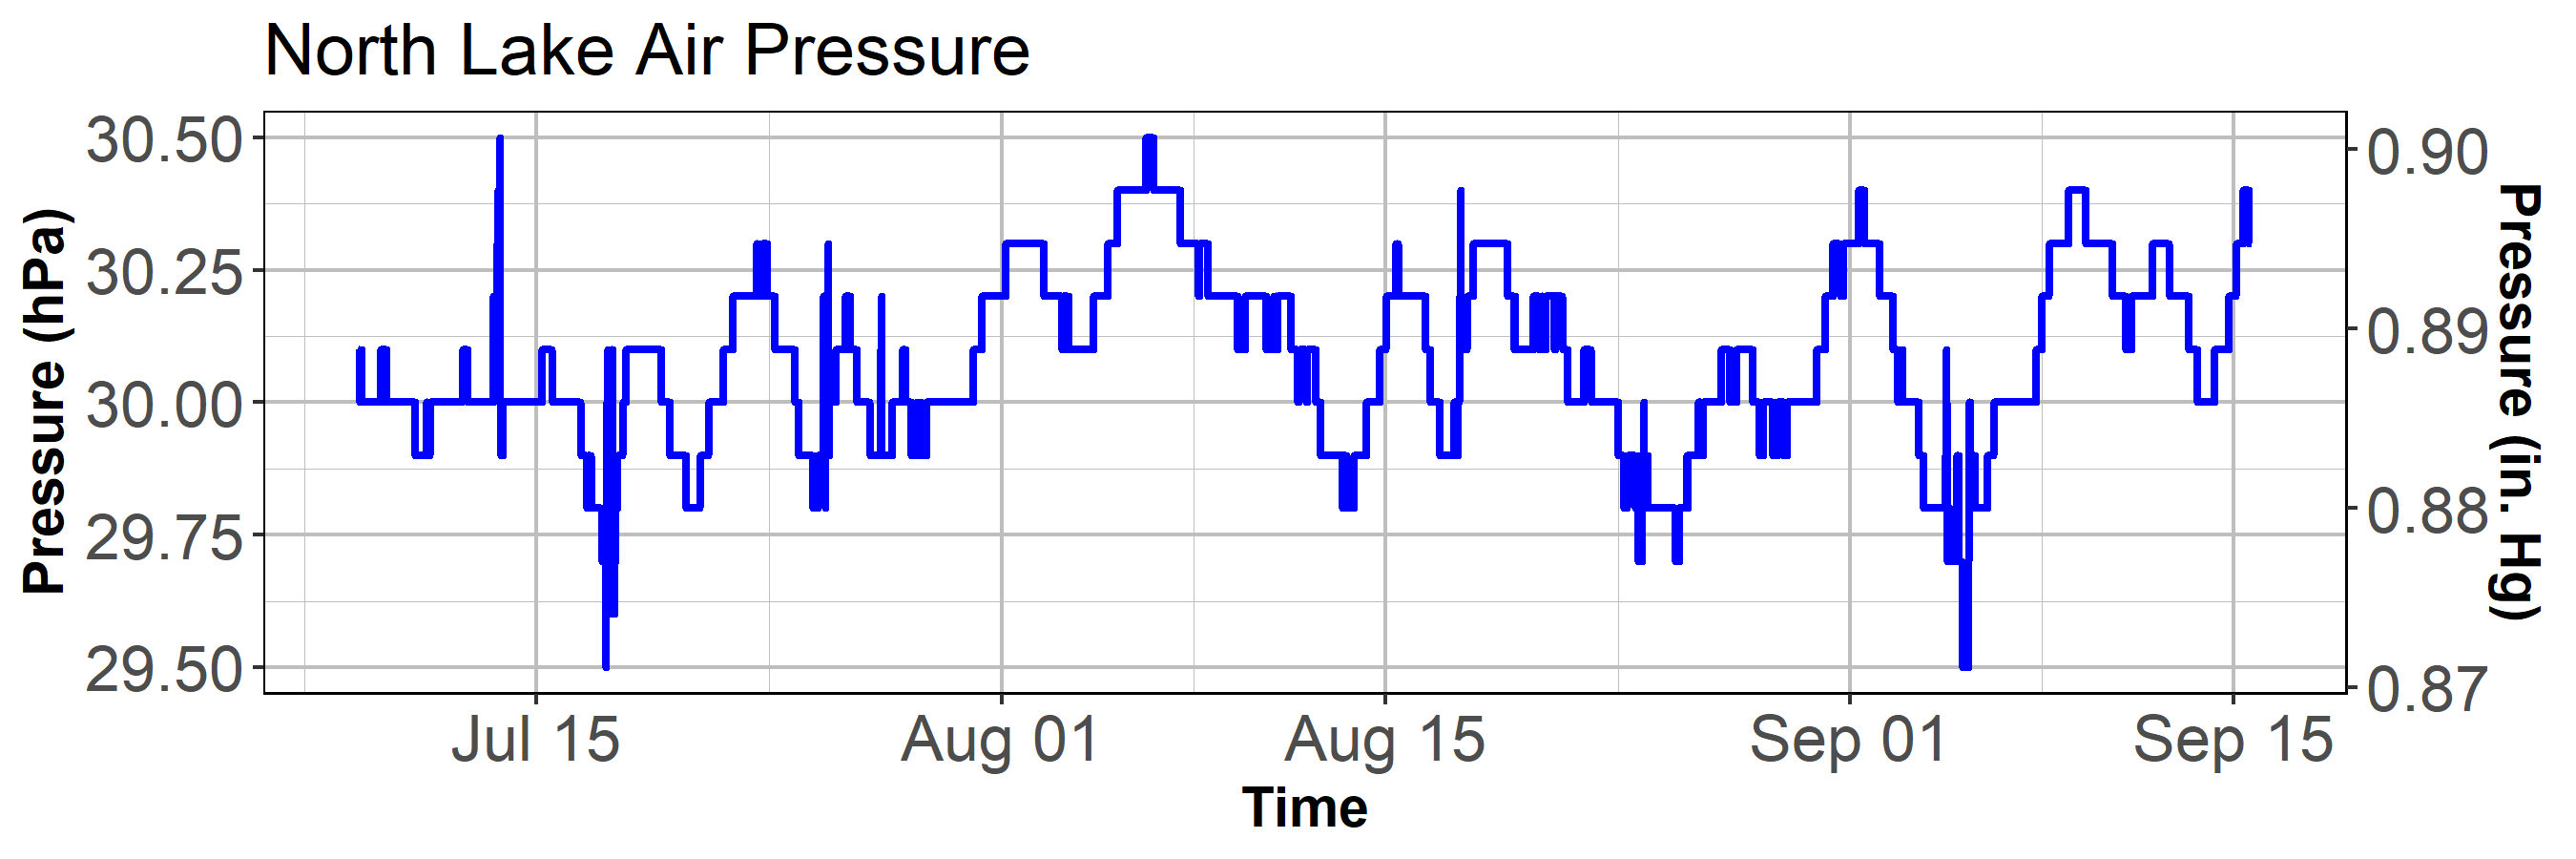 North Lake Air Pressure
Pressure (hPa)
30.50
30.25
30.00
29.75
29.50
0.90
0.89
0.88
0.87
Pressure (in. Hg)
Jul 15 Aug 01 Aug 15 Sep 01 Sep 15
Time